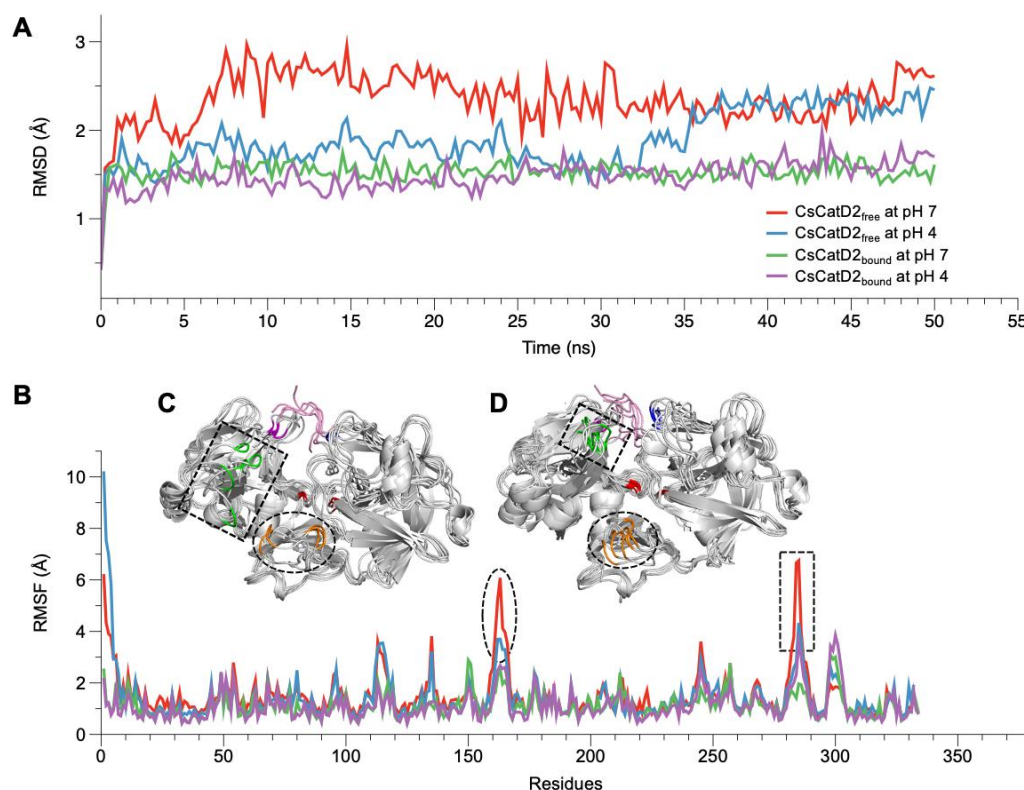 A
3
2
1
RMSD (Å)
CsCatD2free at pH 7
CsCatD2free at pH 4
CsCatD2bound at pH 7
CsCatD2bound at pH 4
0 5 10 15 20 25 30 35 40 45 50 55
Time (ns)
B C D
10
8
6
4
2
0
RMSF (Å)
0 50 100 150 200 250 300 350
Residues